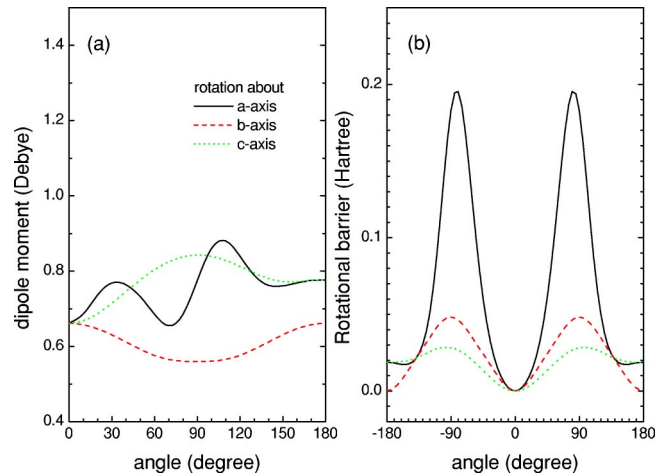 (a)
rotation about
a-axis
b-axis
c-axis
dipole moment (Debye)
1.4
1.2
1.0
0.8
0.6
0.4
0 30 60 90 120 150 180
angle (degree)
(b)
Rotational barrier (Hartree)
0.2
0.1
0.0
-180 -90 0 90 180
angle (degree)